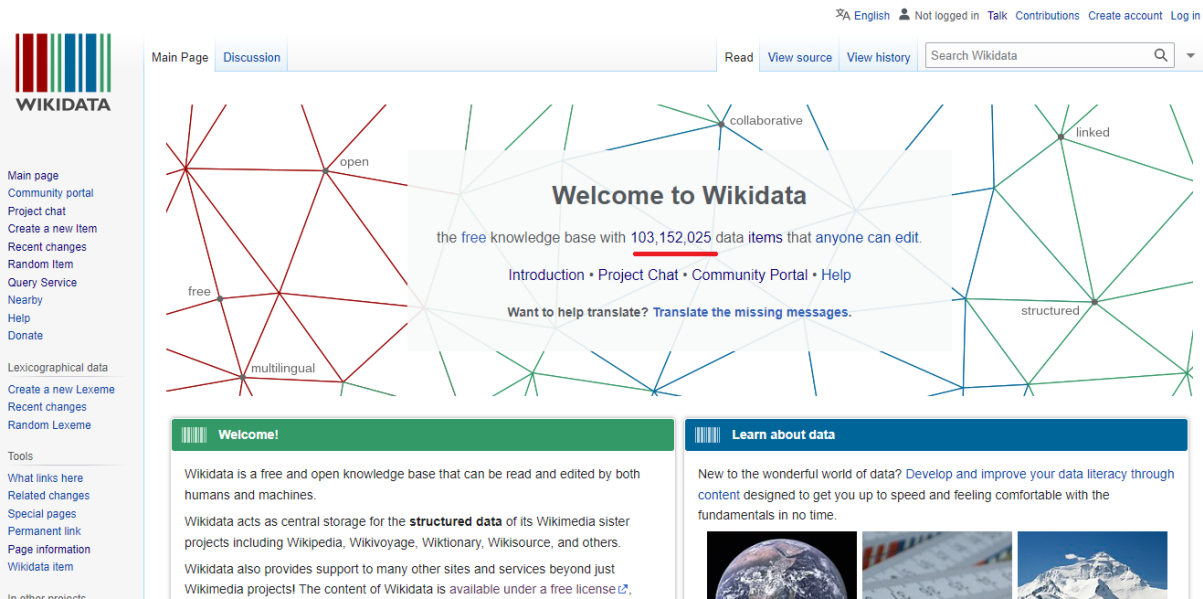 English Not logged in Talk Contributions Create account Log in
WIKIDATA
Main Page Discussion Read View source View history Search Wikidata
Main page
Community portal
Project chat
Create a new Item
Recent changes
Random Item
Query Service
Nearby
Help
Donate
Lexicographical data
Create a new Lexeme
Recent changes
Random Lexeme
Tools
What links here
Related changes
Special pages
Permanent link
Page information
Wikidata item
In other projects
collaborative
linked
open
free
structured
multilingual
Welcome to Wikidata
the free knowledge base with 103,152,025 data items that anyone can edit.
Introduction • Project Chat • Community Portal • Help
Want to help translate? Translate the missing messages.
Welcome!
Wikidata is a free and open knowledge base that can be read and edited by both
humans and machines.
Wikidata acts as central storage for the structured data of its Wikimedia sister
projects including Wikipedia, Wikivoyage, Wiktionary, Wikisource, and others.
Wikidata also provides support to many other sites and services beyond just
Wikimedia projects! The content of Wikidata is available under a free license,
Learn about data
New to the wonderful world of data? Develop and improve your data literacy through
content designed to get you up to speed and feeling comfortable with the
fundamentals in no time.